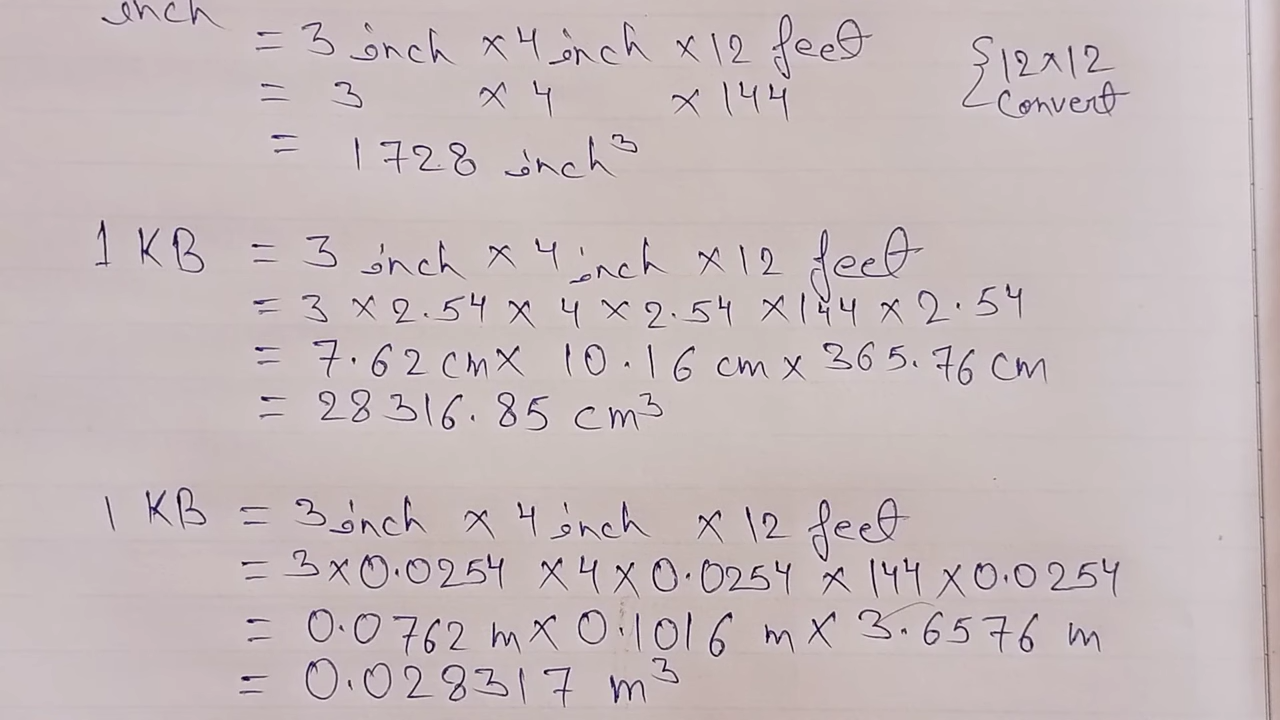 inch
= 3 inch × 4 inch × 12 feet
= 3 × 4 × 144
{12×12
Convert
= 1728 inch³
1 KB = 3 inch × 4 inch × 12 feet
= 3 × 2.54 × 4 × 2.54 × 144 × 2.54
= 7.62 cm × 10.16 cm × 365.76 cm
= 28316.85 cm³
1 KB = 3 inch × 4 inch × 12 feet
= 3×0.0254 ×4×0.0254 × 144 ×0.0254
= 0.0762 m × 0.1016 m × 3.6576 m
= 0.028317 m³